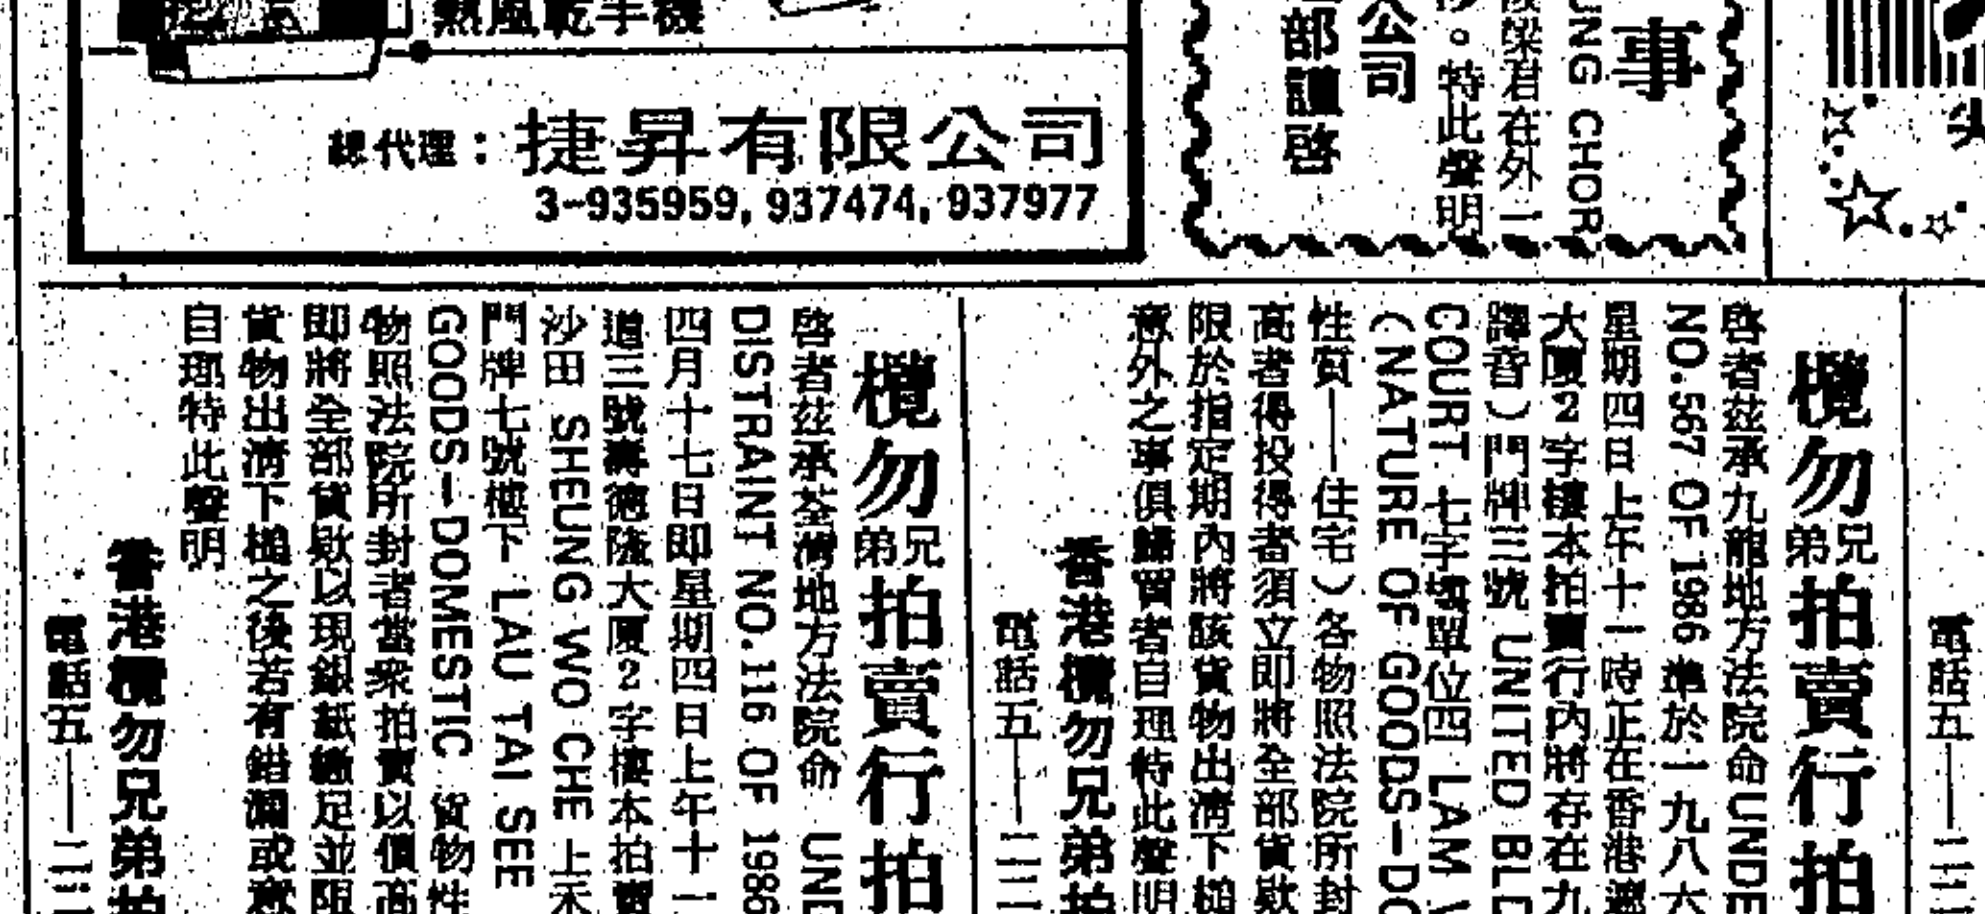 熱風乾手機
總代理：捷昇有限公司
3-935959, 937474, 937977
事
UNG CHOR
梁君在外一
。特此聲明
公司
部謹啓
欖勿兄弟拍賣行拍
啓者茲承九龍地方法院命UNDE
NO.567 OF 1986 準於一九八六
星期四日上午十一時正在香港德
大厦2字樓本拍賣行內將存在九
譯音）門牌三號 UNITED BLD
COURT 七字樓單位四 LAM
（NATURE OF GOODS-DO
性質—住宅）各物照法院所封
高者得投得者須立即將全部貨欵
限於指定期內將該貨物出清下槌
意外之事俱歸買者自理特此聲明
香港欖勿兄弟拍
電話五—二二
欖勿兄弟拍賣行拍
啓者茲承荃灣地方法院命 UND
DISTRAINT NO.116 OF 1986
四月十七日即星期四日上午十一
道三號壽德隆大厦2字樓本拍賣
沙田 SHEUNG WO CHE 上禾
門牌七號樓下 LAU TAI SEE
GOODS-DOMESTIC 貨物性
物照法院所封者當衆拍賣以價高
即將全部貨欵以現銀紙繳足並限
貨物出清下槌之後若有錯漏或意
自理特此聲明
香港欖勿兄弟拍
電話五—二二
電話五—二二